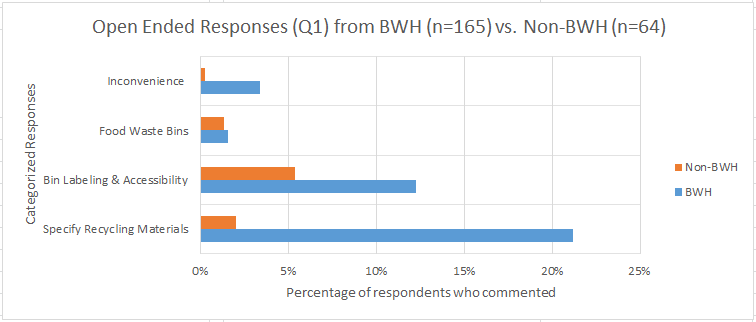 Open Ended Responses (Q1) from BWH (n=165) vs. Non-BWH (n=64)
Categorized Responses
Inconvenience
Food Waste Bins
Bin Labeling & Accessibility
Specify Recycling Materials
0% 5% 10% 15% 20% 25%
Percentage of respondents who commented
Non-BWH
BWH